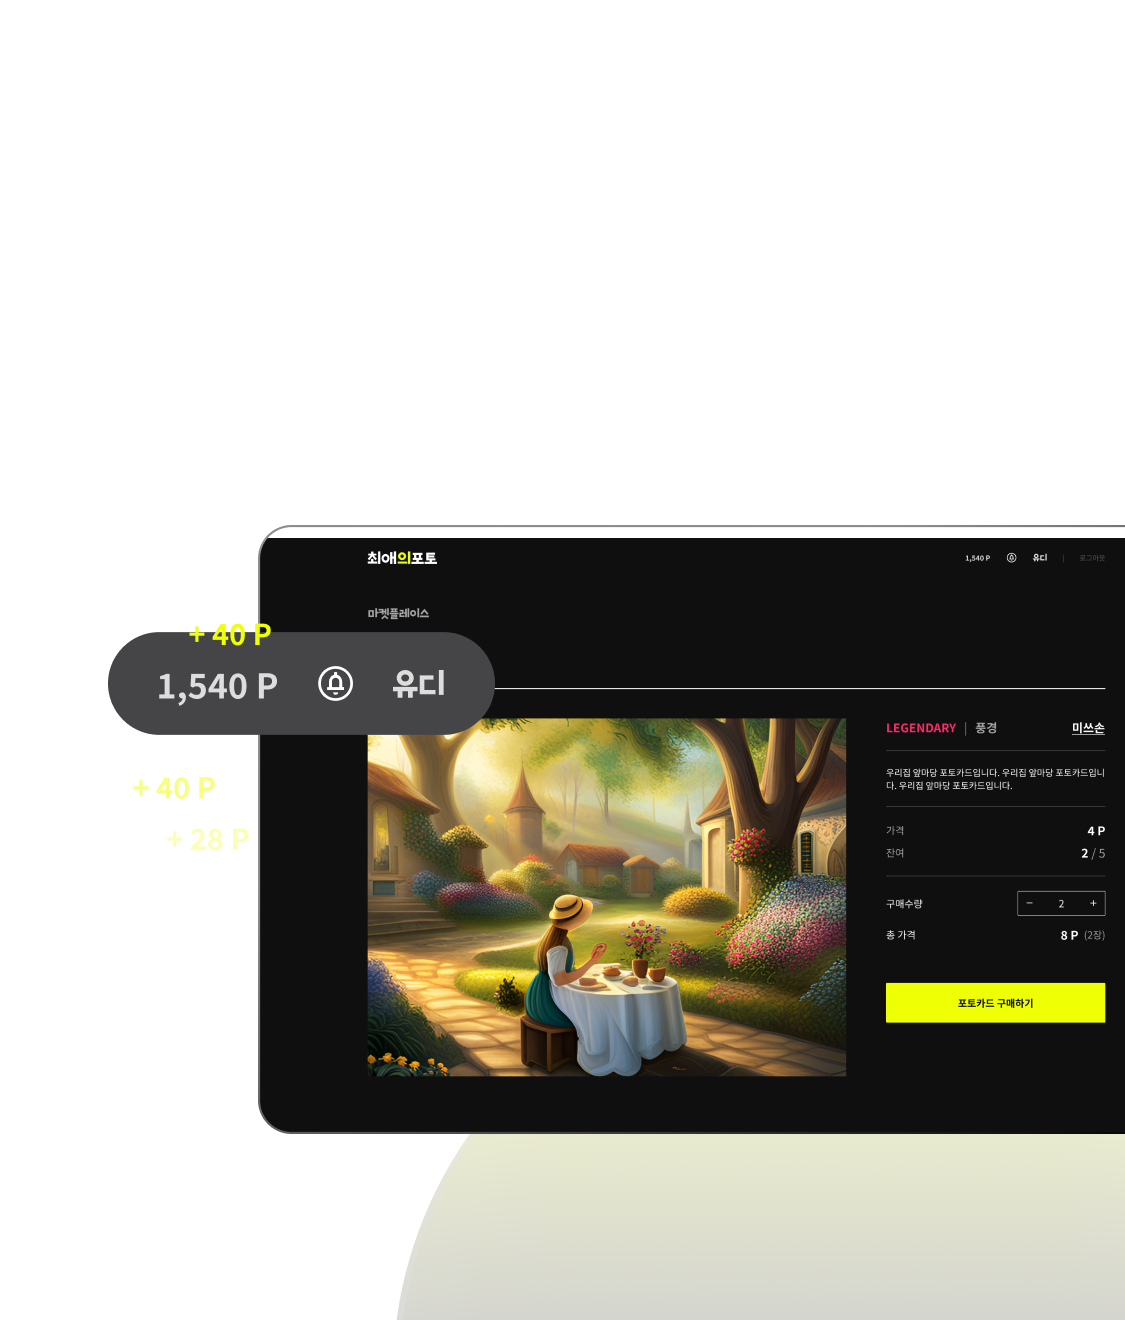 최애의포토
1,540 P
유디
|
로그아웃
마켓플레이스
+ 40 P
1,540 P
유디
+ 40 P
+ 28 P
LEGENDARY | 풍경
미쓰손
우리집 앞마당 포토카드입니다. 우리집 앞마당 포토카드입니
다. 우리집 앞마당 포토카드입니다.
가격
4 P
잔여
2 / 5
구매수량
− 2 +
총 가격
8 P (2장)
포토카드 구매하기